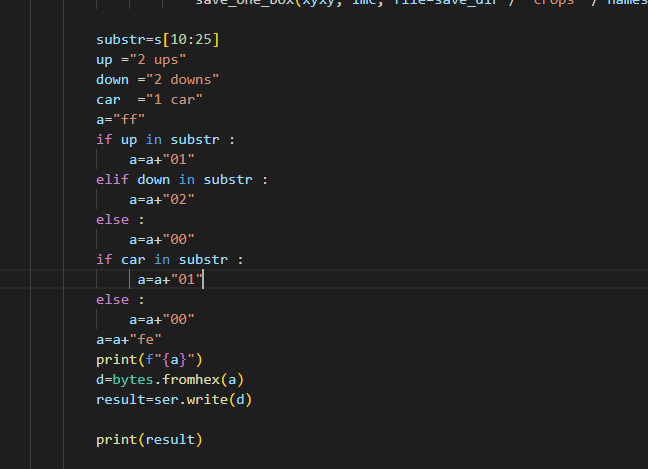 save_one_box(xyxy, imc, file=save_dir / "crops" / names
substr=s[10:25]
up ="2 ups"
down ="2 downs"
car  ="1 car"
a="ff"
if up in substr :
    a=a+"01"
elif down in substr :
    a=a+"02"
else :
    a=a+"00"
if car in substr :
     a=a+"01"
else :
    a=a+"00"
a=a+"fe"
print(f"{a}")
d=bytes.fromhex(a)
result=ser.write(d)
print(result)